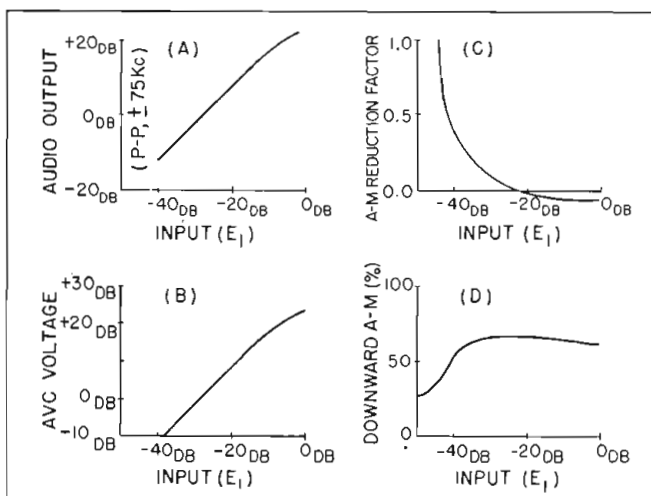 (A)
AUDIO OUTPUT
(P-P, ±75Kc)
+20DB
0DB
-20DB
-40DB -20DB 0DB
INPUT (E1)
(C)
A-M REDUCTION FACTOR
1.0
0.5
0.0
-40DB -20DB 0DB
INPUT (E1)
(B)
AVC VOLTAGE
+30DB
+20DB
0DB
-10DB
-40DB -20DB 0DB
INPUT (E1)
(D)
DOWNWARD A-M (%)
100
50
0
-40DB -20DB 0DB
INPUT (E1)